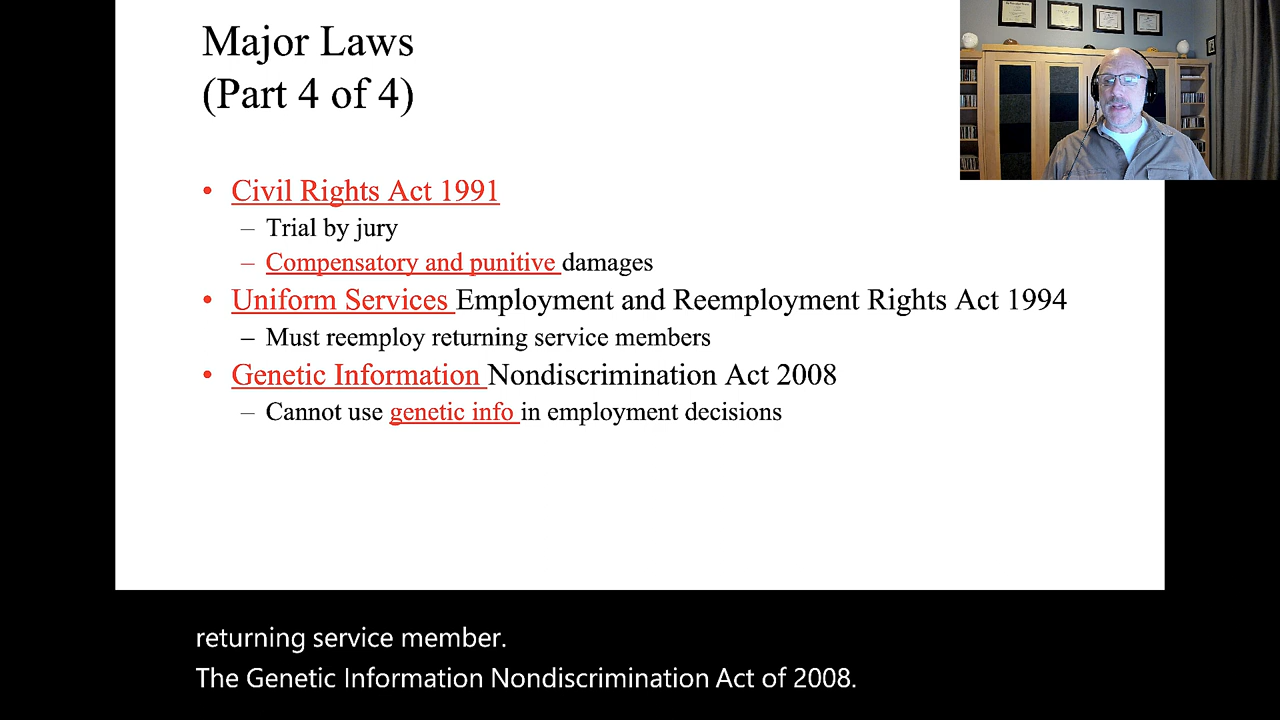 Major Laws
(Part 4 of 4)
• Civil Rights Act 1991
– Trial by jury
– Compensatory and punitive damages
• Uniform Services Employment and Reemployment Rights Act 1994
– Must reemploy returning service members
• Genetic Information Nondiscrimination Act 2008
– Cannot use genetic info in employment decisions
returning service member.
The Genetic Information Nondiscrimination Act of 2008.